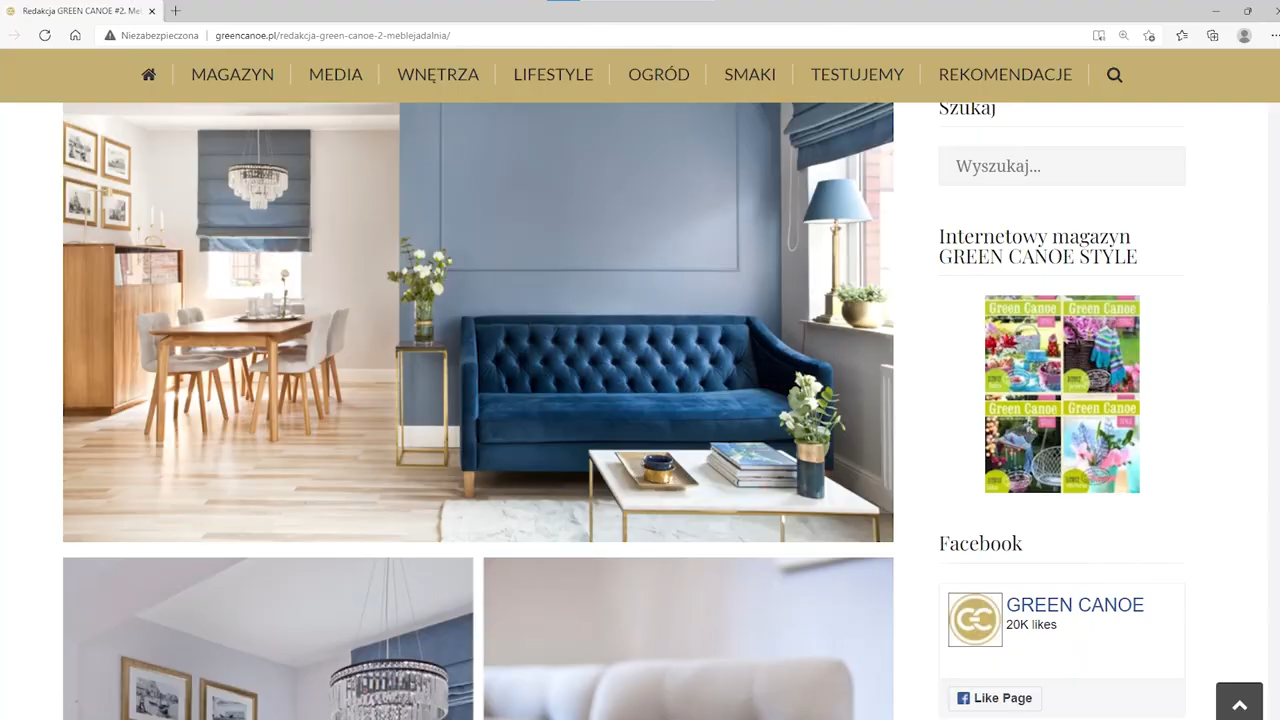 Redakcja GREEN CANOE #2. Mel
Niezabezpieczona
greencanoe.pl/redakcja-green-canoe-2-meblejadalnia/
MAGAZYN
MEDIA
WNĘTRZA
LIFESTYLE
OGRÓD
SMAKI
TESTUJEMY
REKOMENDACJE
Szukaj
Wyszukaj...
Internetowy magazyn
GREEN CANOE STYLE
Green Canoe
Green Canoe
Green Canoe
Green Canoe
Facebook
GC
GREEN CANOE
20K likes
Like Page